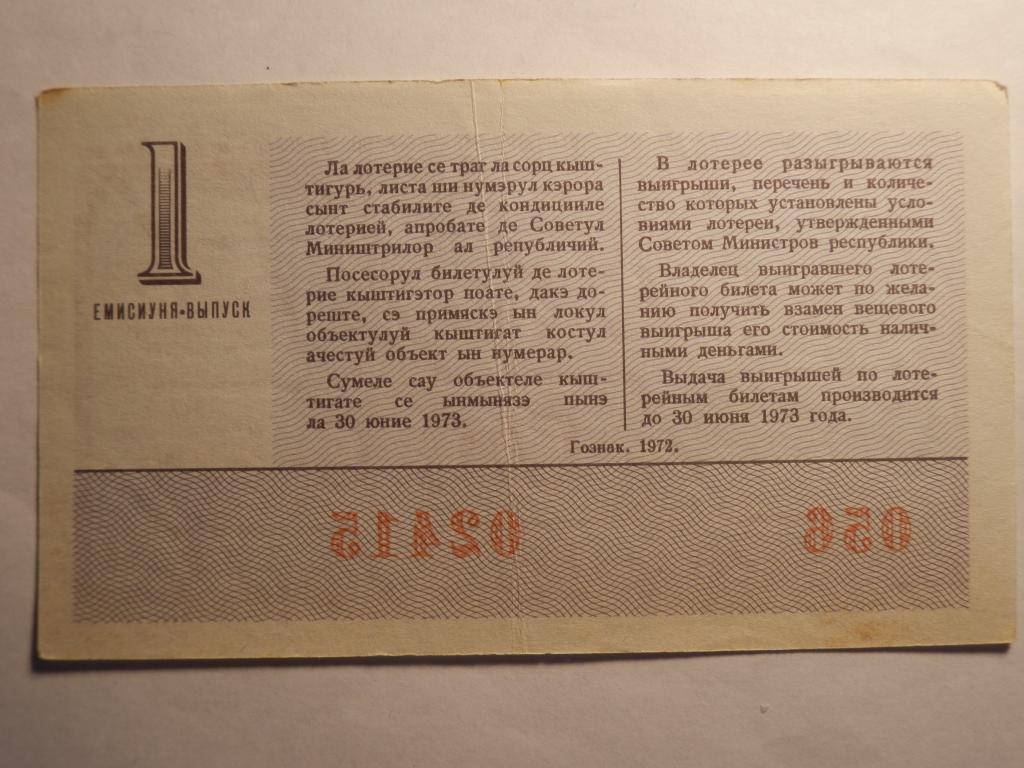 1
ЕМИСИУНЯ•ВЫПУСК
Ла лотерие се траг ла сорц кыш-
тигурь, листа ши нумэрул кэрора
сынт стабилите де кондицииле
лотерией, апробате де Советул
Миништрилор ал републичий.
Посесорул билетулуй де лоте-
рие кыштигэтор поате, дакэ до-
реште, сэ примяскэ ын локул
объектулуй кыштигат костул
ачестуй объект ын нумерар.
Сумеле сау объектеле кыш-
тигате се ынмынязэ пынэ
ла 30 юние 1973.
В лотерее разыгрываются
выигрыши, перечень и количе-
ство которых установлены усло-
виями лотереи, утвержденными
Советом Министров республики.
Владелец выигравшего лоте-
рейного билета может по жела-
нию получить взамен вещевого
выигрыша его стоимость налич-
ными деньгами.
Выдача выигрышей по лоте-
рейным билетам производится
до 30 июня 1973 года.
Гознак. 1972.
02415
056